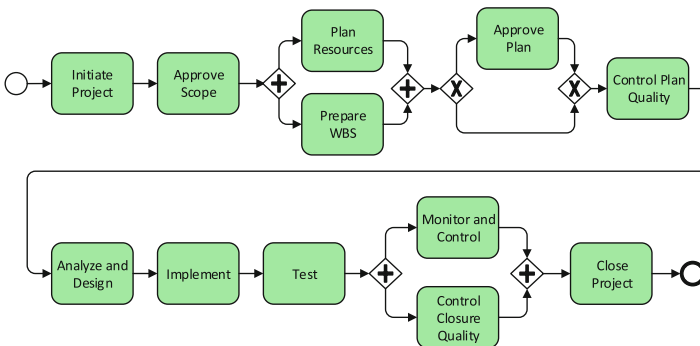 Initiate
Project
Approve
Scope
Plan
Resources
Prepare
WBS
Approve
Plan
Control Plan
Quality
Analyze and
Design
Implement
Test
Monitor and
Control
Control
Closure
Quality
Close
Project